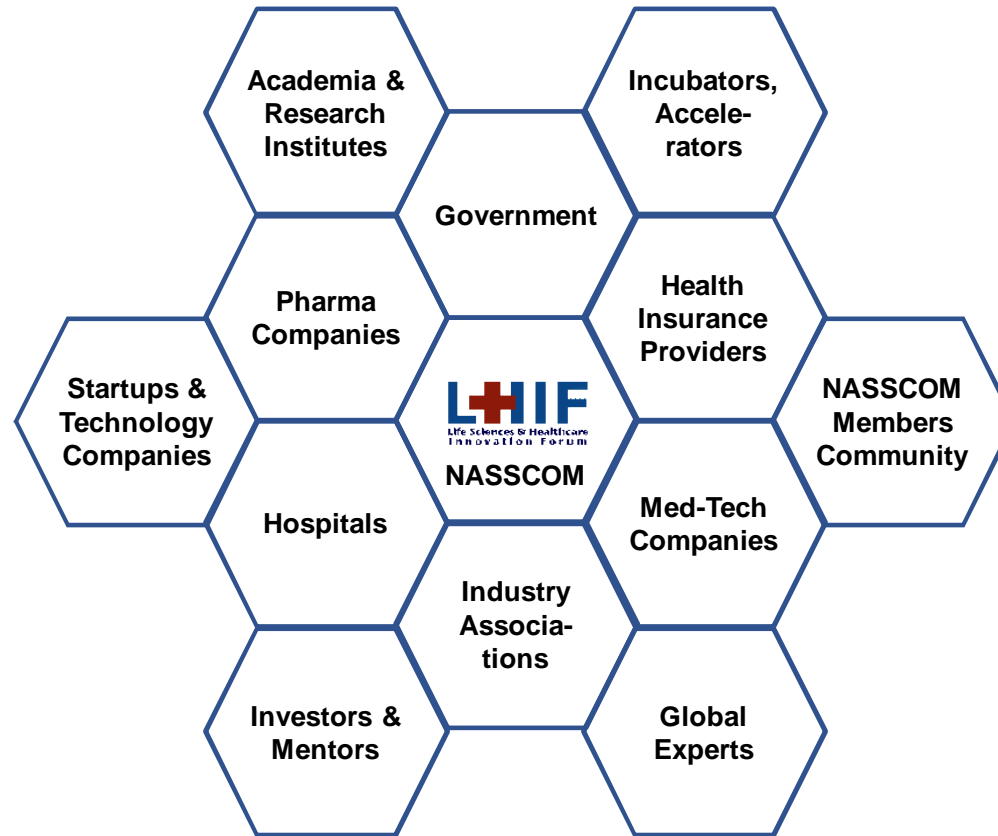 Academia &
Research
Institutes
Incubators,
Accele-
rators
Government
Pharma
Companies
Health
Insurance
Providers
Startups &
Technology
Companies
LHIF
Life Sciences & Healthcare
Innovation Forum
NASSCOM
NASSCOM
Members
Community
Hospitals
Med-Tech
Companies
Industry
Associa-
tions
Investors &
Mentors
Global
Experts